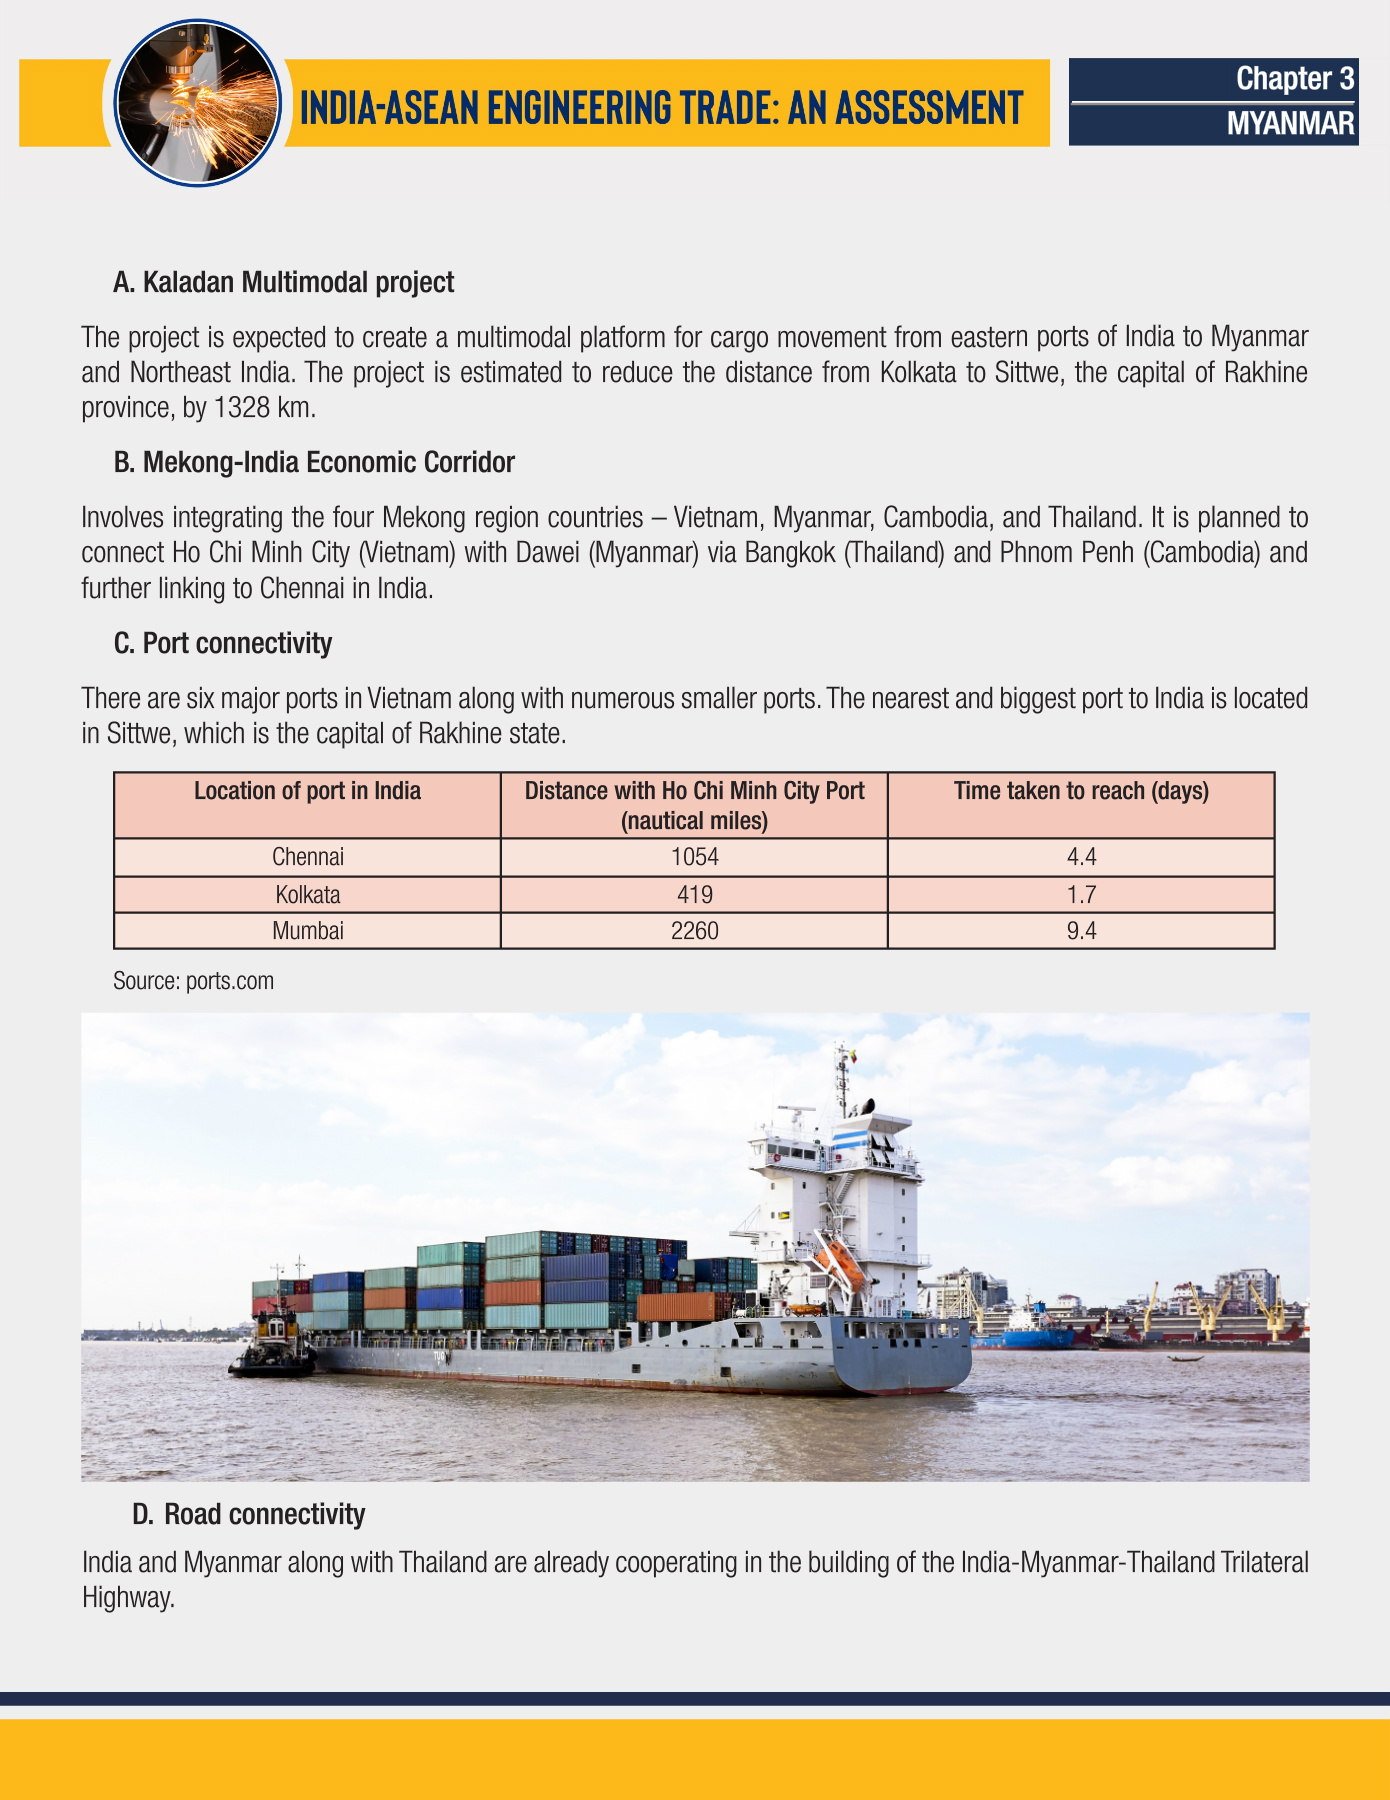 INDIA-ASEAN ENGINEERING TRADE: AN ASSESSMENT
Chapter 3
MYANMAR
A. Kaladan Multimodal project
The project is expected to create a multimodal platform for cargo movement from eastern ports of India to Myanmar
and Northeast India. The project is estimated to reduce the distance from Kolkata to Sittwe, the capital of Rakhine
province, by 1328 km.
B. Mekong-India Economic Corridor
Involves integrating the four Mekong region countries – Vietnam, Myanmar, Cambodia, and Thailand. It is planned to
connect Ho Chi Minh City (Vietnam) with Dawei (Myanmar) via Bangkok (Thailand) and Phnom Penh (Cambodia) and
further linking to Chennai in India.
C. Port connectivity
There are six major ports in Vietnam along with numerous smaller ports. The nearest and biggest port to India is located
in Sittwe, which is the capital of Rakhine state.
Location of port in India
Distance with Ho Chi Minh City Port
(nautical miles)
Time taken to reach (days)
Chennai 1054 4.4
Kolkata 419 1.7
Mumbai 2260 9.4
Source: ports.com
D. Road connectivity
India and Myanmar along with Thailand are already cooperating in the building of the India-Myanmar-Thailand Trilateral
Highway.